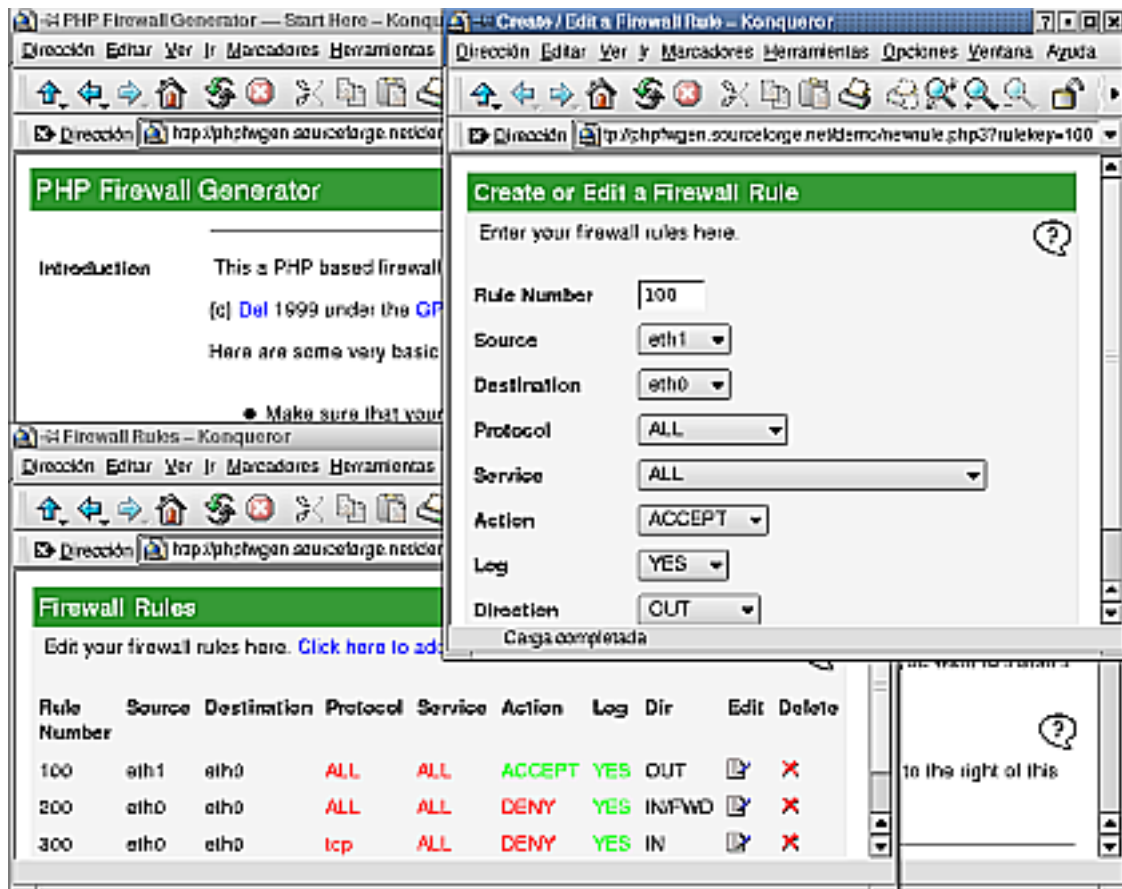 PHP Firewall Generator — Start Here – Konqu
Dirección Editar Ver Ir Marcadores Herramientas
Dirección http://phpfwgen.sourceforge.net/den
PHP Firewall Generator
Introduction This a PHP based firewall
(c) Del 1999 under the GP
Here are some very basic
Make sure that your
Create / Edit a Firewall Rule – Konqueror
Dirección Editar Ver Ir Marcadores Herramientas Opciones Ventana Ayuda
Dirección tp://phpfwgen.sourceforge.net/demo/newrule.php3?rulekey=100
Create or Edit a Firewall Rule
Enter your firewall rules here.
Rule Number 100
Source eth1
Destination eth0
Protocol ALL
Service ALL
Action ACCEPT
Log YES
Direction OUT
Carga completada
Firewall Rules – Konqueror
Dirección Editar Ver Ir Marcadores Herramientas
Dirección http://phpfwgen.sourceforge.net/den
Firewall Rules
Edit your firewall rules here. Click here to add
Rule Number Source Destination Protocol Service Action Log Dir Edit Delete
100 eth1 eth0 ALL ALL ACCEPT YES OUT
200 eth0 eth0 ALL ALL DENY YES IN/FWD
300 eth0 eth0 tcp ALL DENY YES IN
to the right of this